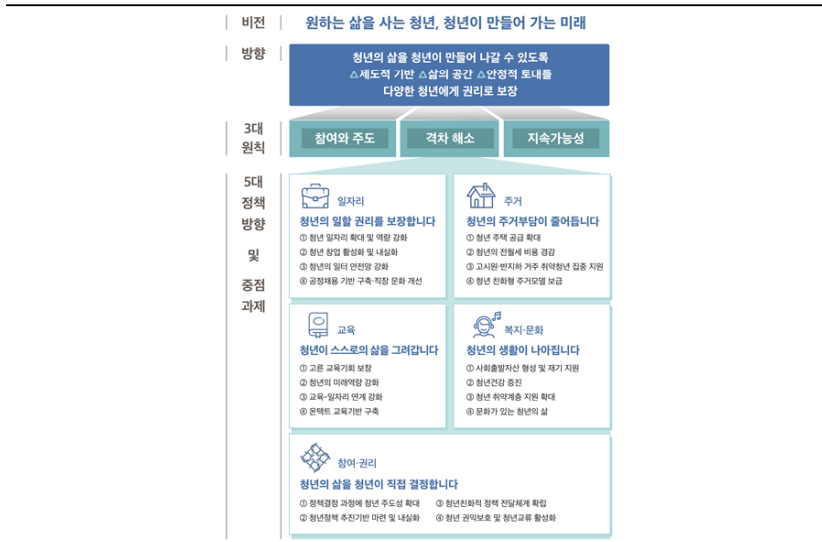 비전
원하는 삶을 사는 청년, 청년이 만들어 가는 미래
방향
청년의 삶을 청년이 만들어 나갈 수 있도록
△제도적 기반 △삶의 공간 △안정적 토대를
다양한 청년에게 권리로 보장
3대
원칙
참여와 주도
격차 해소
지속가능성
5대
정책
방향
및
중점
과제
일자리
청년의 일할 권리를 보장합니다
① 청년 일자리 확대 및 역량 강화
② 청년 창업 활성화 및 내실화
③ 청년의 일터 안전망 강화
④ 공정채용 기반 구축·직장 문화 개선
주거
청년의 주거부담이 줄어듭니다
① 청년 주택 공급 확대
② 청년의 전월세 비용 경감
③ 고시원·반지하 거주 취약청년 집중 지원
④ 청년 친화형 주거모델 보급
교육
청년이 스스로의 삶을 그려갑니다
① 고른 교육기회 보장
② 청년의 미래역량 강화
③ 교육-일자리 연계 강화
④ 온택트 교육기반 구축
복지·문화
청년의 생활이 나아집니다
① 사회출발자산 형성 및 재기 지원
② 청년건강 증진
③ 청년 취약계층 지원 확대
④ 문화가 있는 청년의 삶
참여·권리
청년의 삶을 청년이 직접 결정합니다
① 정책결정 과정에 청년 주도성 확대
② 청년정책 추진기반 마련 및 내실화
③ 청년친화적 정책 전달체계 확립
④ 청년 권익보호 및 청년교류 활성화